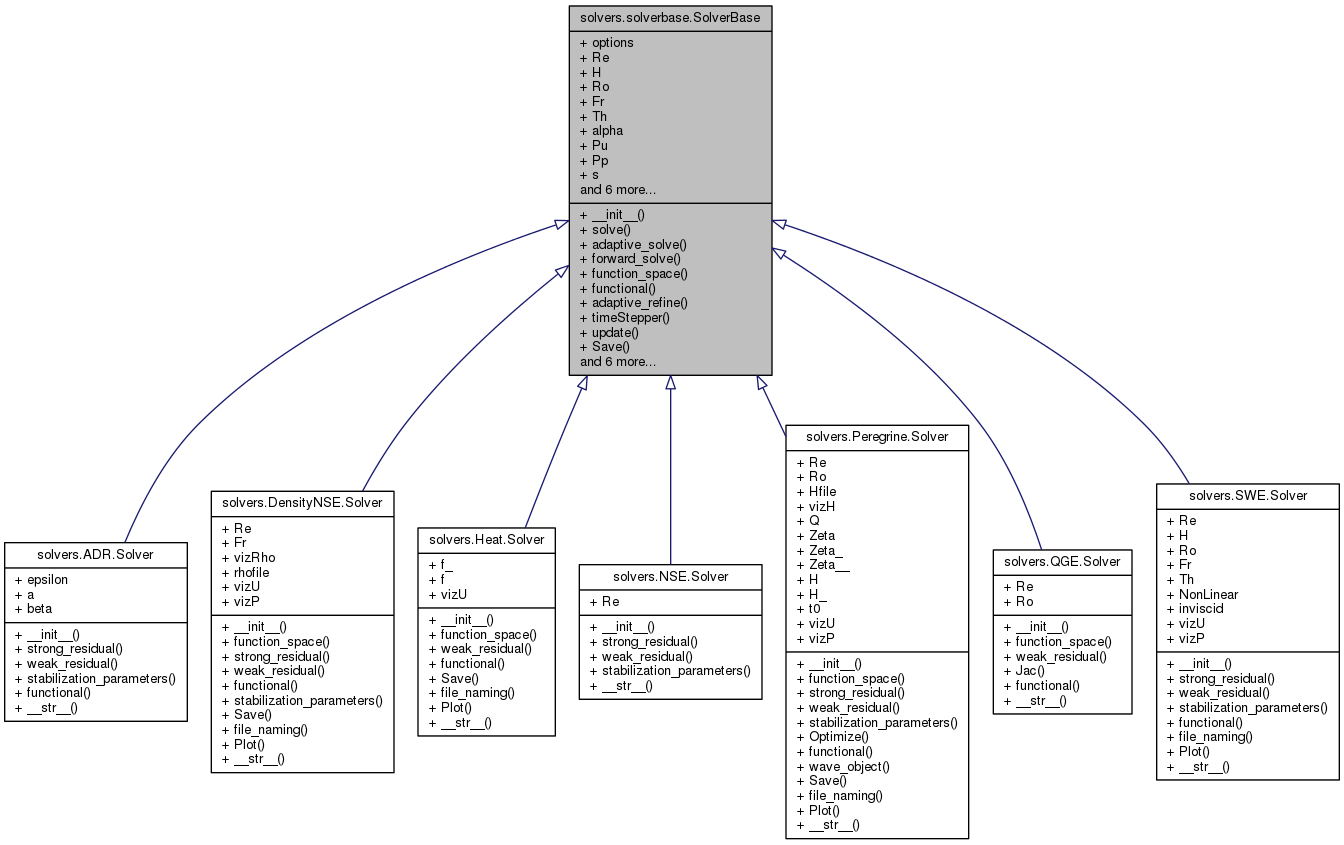 solvers.solverbase.SolverBase
+ options
+ Re
+ H
+ Ro
+ Fr
+ Th
+ alpha
+ Pu
+ Pp
+ s
and 6 more...
+ __init__()
+ solve()
+ adaptive_solve()
+ forward_solve()
+ function_space()
+ functional()
+ adaptive_refine()
+ timeStepper()
+ update()
+ Save()
and 6 more...
solvers.ADR.Solver
+ epsilon
+ a
+ beta
+ __init__()
+ strong_residual()
+ weak_residual()
+ stabilization_parameters()
+ functional()
+ __str__()
solvers.DensityNSE.Solver
+ Re
+ Fr
+ vizRho
+ rhofile
+ vizU
+ vizP
+ __init__()
+ function_space()
+ strong_residual()
+ weak_residual()
+ functional()
+ stabilization_parameters()
+ Save()
+ file_naming()
+ Plot()
+ __str__()
solvers.Heat.Solver
+ f_
+ f
+ vizU
+ __init__()
+ function_space()
+ weak_residual()
+ functional()
+ Save()
+ file_naming()
+ Plot()
+ __str__()
solvers.NSE.Solver
+ Re
+ __init__()
+ strong_residual()
+ weak_residual()
+ stabilization_parameters()
+ __str__()
solvers.Peregrine.Solver
+ Re
+ Ro
+ Hfile
+ vizH
+ Q
+ Zeta
+ Zeta_
+ Zeta__
+ H
+ H_
+ t0
+ vizU
+ vizP
+ __init__()
+ function_space()
+ strong_residual()
+ weak_residual()
+ stabilization_parameters()
+ Optimize()
+ functional()
+ wave_object()
+ Save()
+ file_naming()
+ Plot()
+ __str__()
solvers.QGE.Solver
+ Re
+ Ro
+ __init__()
+ function_space()
+ weak_residual()
+ Jac()
+ functional()
+ __str__()
solvers.SWE.Solver
+ Re
+ H
+ Ro
+ Fr
+ Th
+ NonLinear
+ inviscid
+ vizU
+ vizP
+ __init__()
+ strong_residual()
+ weak_residual()
+ stabilization_parameters()
+ functional()
+ file_naming()
+ Plot()
+ __str__()